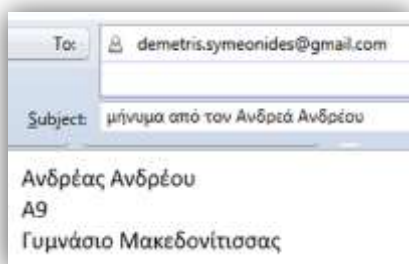 To: demetris.symeonides@gmail.com
Subject: μήνυμα από τον Ανδρεά Ανδρέου
Ανδρέας Ανδρέου
Α9
Γυμνάσιο Μακεδονίτισσας